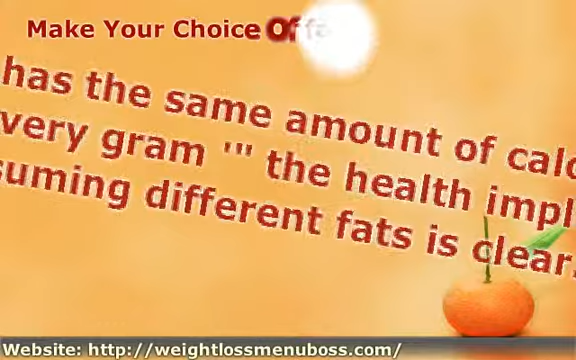 Make Your Choice Of fa
has the same amount of calo
very gram '" the health impl
suming different fats is clear.
Website: http://weightlossmenuboss.com/